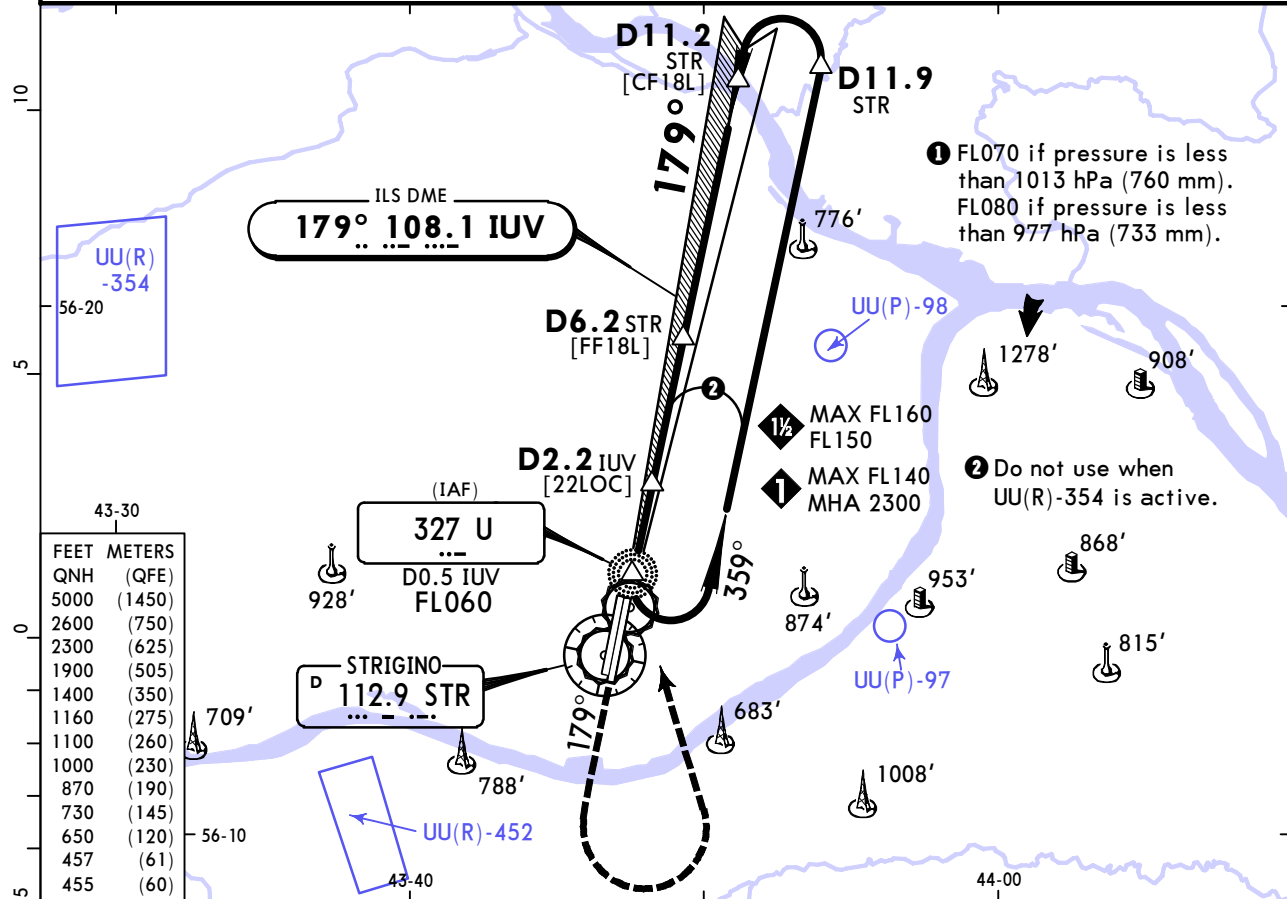 D11.2
STR
[CF18L]
D11.9
STR
10
179°
❶ FL070 if pressure is less
than 1013 hPa (760 mm).
FL080 if pressure is less
than 977 hPa (733 mm).
ILS DME
179° 108.1 IUV
776'
UU(R)
-354
56-20
UU(P)-98
D6.2 STR
[FF18L]
5
1278'
908'
❷
1½ MAX FL160
FL150
1 MAX FL140
MHA 2300
D2.2 IUV
[22LOC]
❷ Do not use when
UU(R)-354 is active.
(IAF)
327 U
D0.5 IUV
FL060
43-30
928'
359°
874'
953'
868'
815'
UU(P)-97
0
FEET METERS
QNH (QFE)
5000 (1450)
2600 (750)
2300 (625)
1900 (505)
1400 (350)
1160 (275)
1100 (260)
1000 (230)
870 (190)
730 (145)
650 (120)
457 (61)
455 (60)
STRIGINO
D 112.9 STR
179°
709'
683'
788'
1008'
UU(R)-452
56-10
43-40
44-00
5